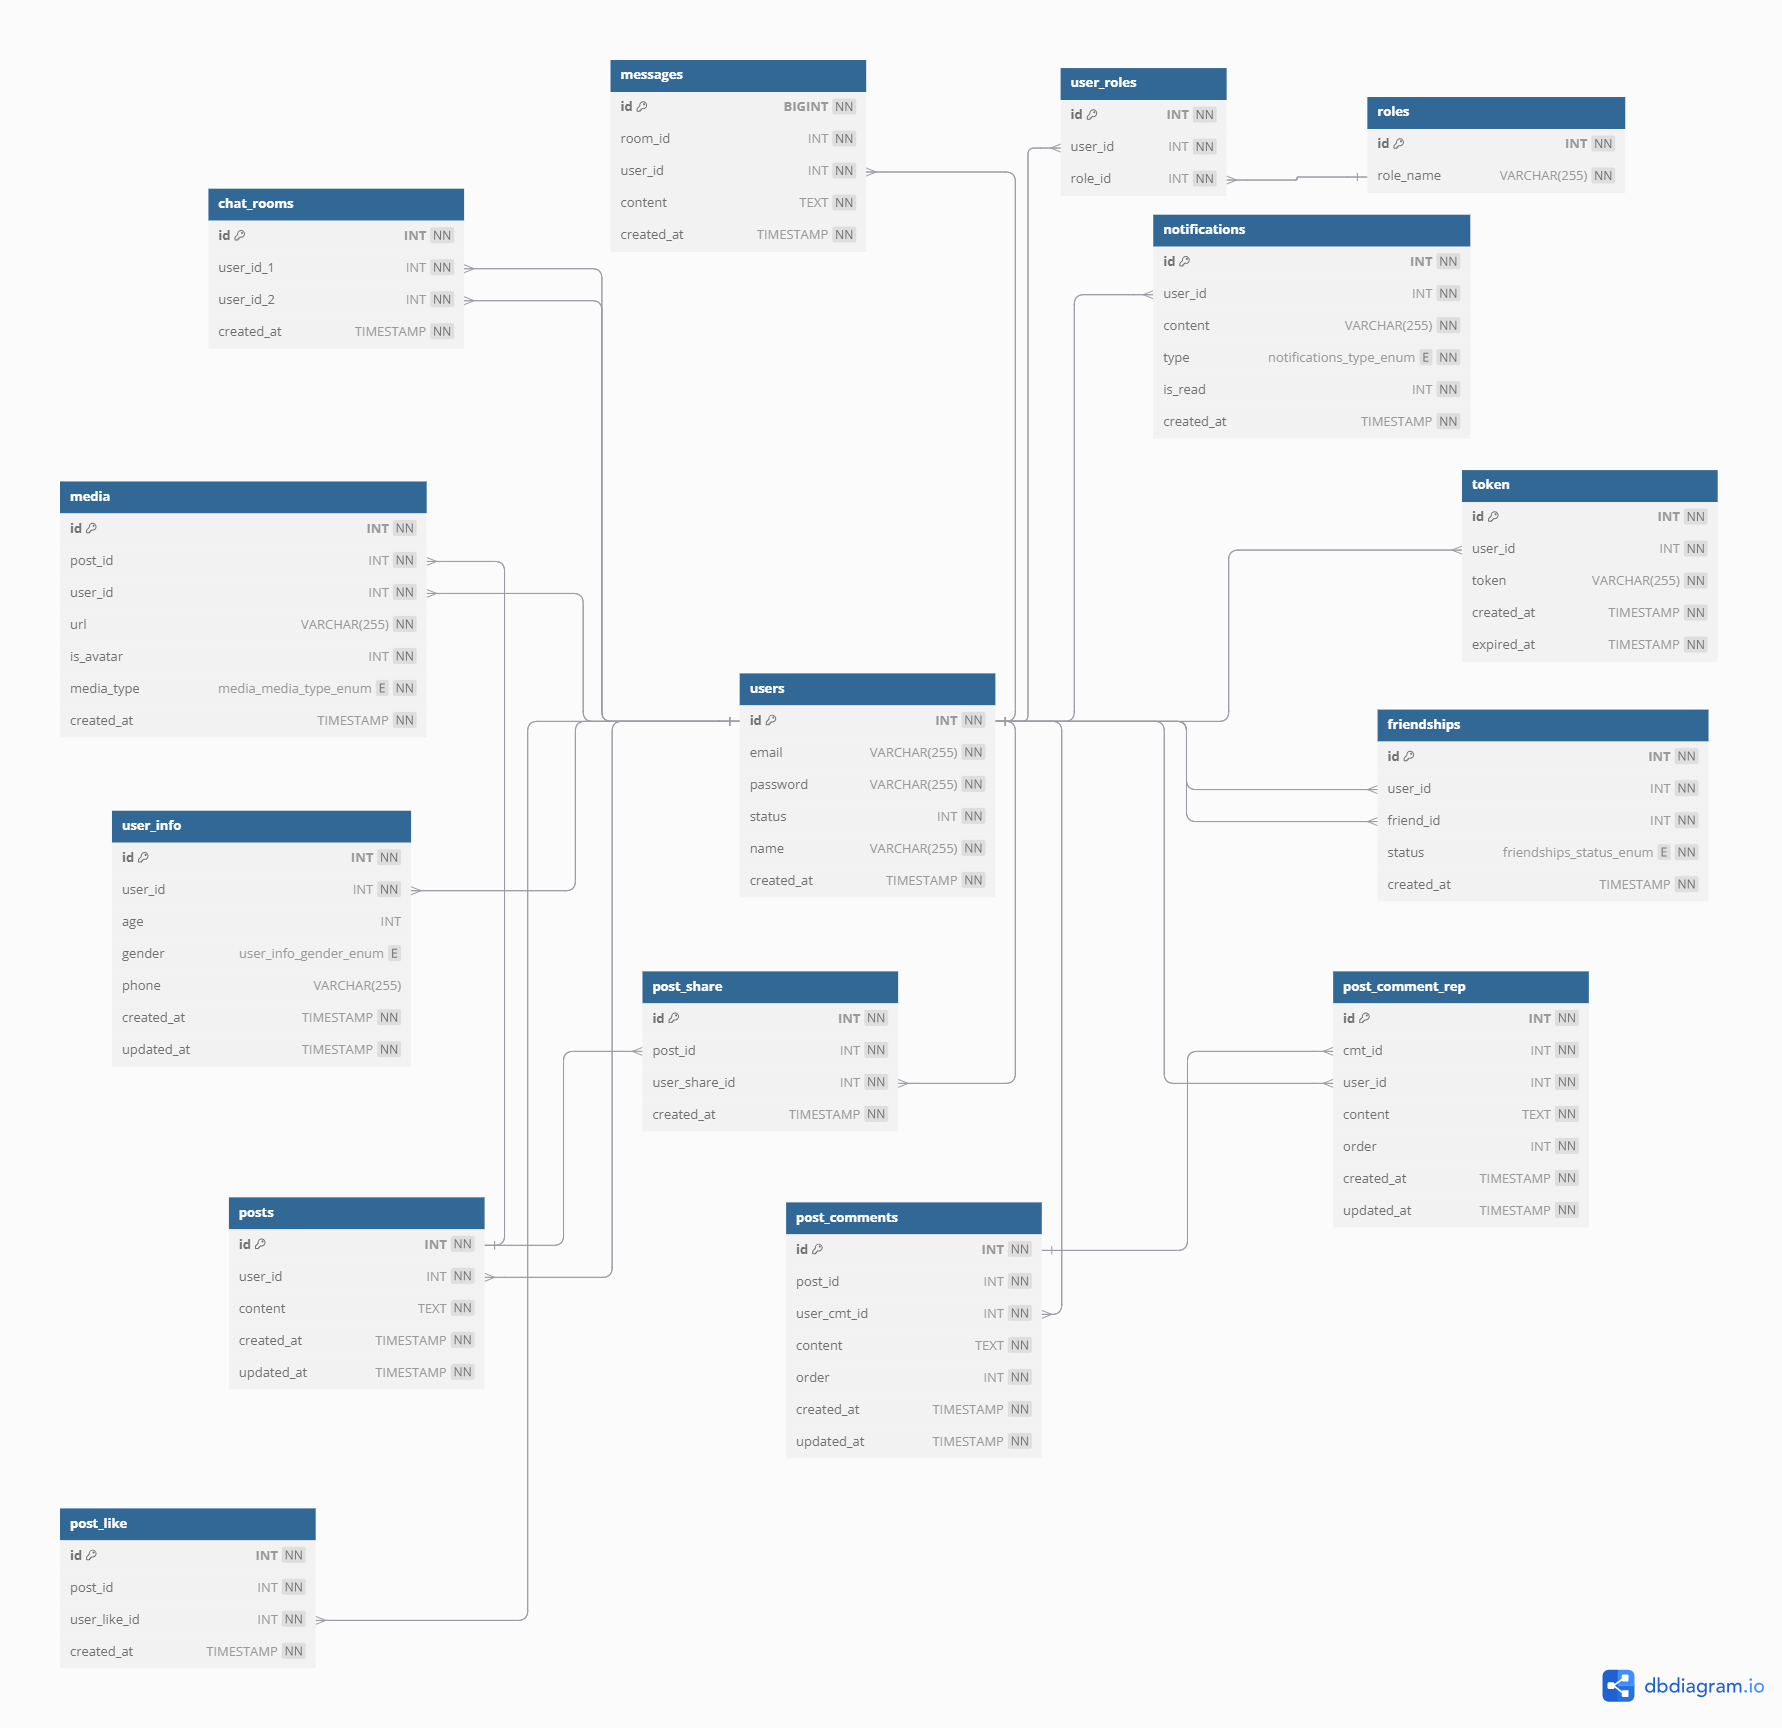 messages
id BIGINT NN
room_id INT NN
user_id INT NN
content TEXT NN
created_at TIMESTAMP NN
user_roles
id INT NN
user_id INT NN
role_id INT NN
roles
id INT NN
role_name VARCHAR(255) NN
chat_rooms
id INT NN
user_id_1 INT NN
user_id_2 INT NN
created_at TIMESTAMP NN
notifications
id INT NN
user_id INT NN
content VARCHAR(255) NN
type notifications_type_enum E NN
is_read INT NN
created_at TIMESTAMP NN
media
id INT NN
post_id INT NN
user_id INT NN
url VARCHAR(255) NN
is_avatar INT NN
media_type media_media_type_enum E NN
created_at TIMESTAMP NN
token
id INT NN
user_id INT NN
token VARCHAR(255) NN
created_at TIMESTAMP NN
expired_at TIMESTAMP NN
users
id INT NN
email VARCHAR(255) NN
password VARCHAR(255) NN
status INT NN
name VARCHAR(255) NN
created_at TIMESTAMP NN
friendships
id INT NN
user_id INT NN
friend_id INT NN
status friendships_status_enum E NN
created_at TIMESTAMP NN
user_info
id INT NN
user_id INT NN
age INT
gender user_info_gender_enum E
phone VARCHAR(255)
created_at TIMESTAMP NN
updated_at TIMESTAMP NN
post_share
id INT NN
post_id INT NN
user_share_id INT NN
created_at TIMESTAMP NN
post_comment_rep
id INT NN
cmt_id INT NN
user_id INT NN
content TEXT NN
order INT NN
created_at TIMESTAMP NN
updated_at TIMESTAMP NN
posts
id INT NN
user_id INT NN
content TEXT NN
created_at TIMESTAMP NN
updated_at TIMESTAMP NN
post_comments
id INT NN
post_id INT NN
user_cmt_id INT NN
content TEXT NN
order INT NN
created_at TIMESTAMP NN
updated_at TIMESTAMP NN
post_like
id INT NN
post_id INT NN
user_like_id INT NN
created_at TIMESTAMP NN
dbdiagram.io